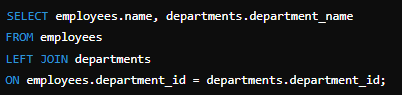 SELECT employees.name, departments.department_name
FROM employees
LEFT JOIN departments
ON employees.department_id = departments.department_id;